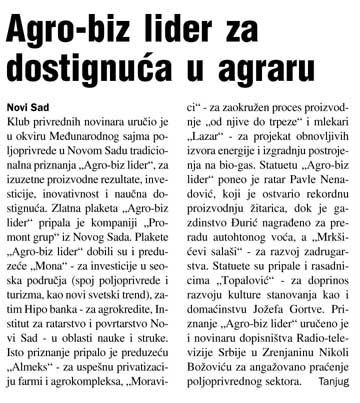 Agro-biz lider za
dostignuća u agraru
Novi Sad
Klub privrednih novinara uručio je
u okviru Međunarodnog sajma po-
ljoprivrede u Novom Sadu tradicio-
nalna priznanja „Agro-biz lider“, za
izuzetne proizvodne rezultate, inve-
sticije, inovativnost i naučna do-
stignuća. Zlatna plaketa „Agro-biz
lider“ pripala je kompaniji „Pro-
mont grup“ iz Novog Sada. Plakete
„Agro-biz lider“ dobili su i predu-
zeće „Mona“ - za investicije u seo-
ska područja (spoj poljoprivrede i
turizma, kao novi svetski trend), za-
tim Hipo banka - za agrokredite, In-
stitut za ratarstvo i povrtarstvo No-
vi Sad - u oblasti nauke i struke.
Isto priznanje pripalo je preduzeću
„Almeks“ - za uspešnu privatizaci-
ju farmi i agrokompleksa, „Moravi-
ci“ - za zaokružen proces proizvod-
nje „od njive do trpeze“ i mlekari
„Lazar“ - za projekat obnovljivih
izvora energije i izgradnju postroje-
nja na bio-gas. Statuetu „Agro-biz
lider“ poneo je ratar Pavle Nena-
dović, koji je ostvario rekordnu
proizvodnju žitarica, dok je ga-
zdinstvo Đurić nagrađeno za pre-
radu autohtonog voća, a „Mrkši-
ćevi salaši“ - za razvoj zadrugar-
stva. Statuete su pripale i rasadni-
cima „Topalović“ - za doprinos
razvoju kulture stanovanja kao i
domaćinstvu Jožefa Gortve. Pri-
znanje „Agro-biz lider“ uručeno je
i novinaru dopisništva Radio-tele-
vizije Srbije u Zrenjaninu Nikoli
Božoviću za angažovano praćenje
poljoprivrednog sektora. Tanjug